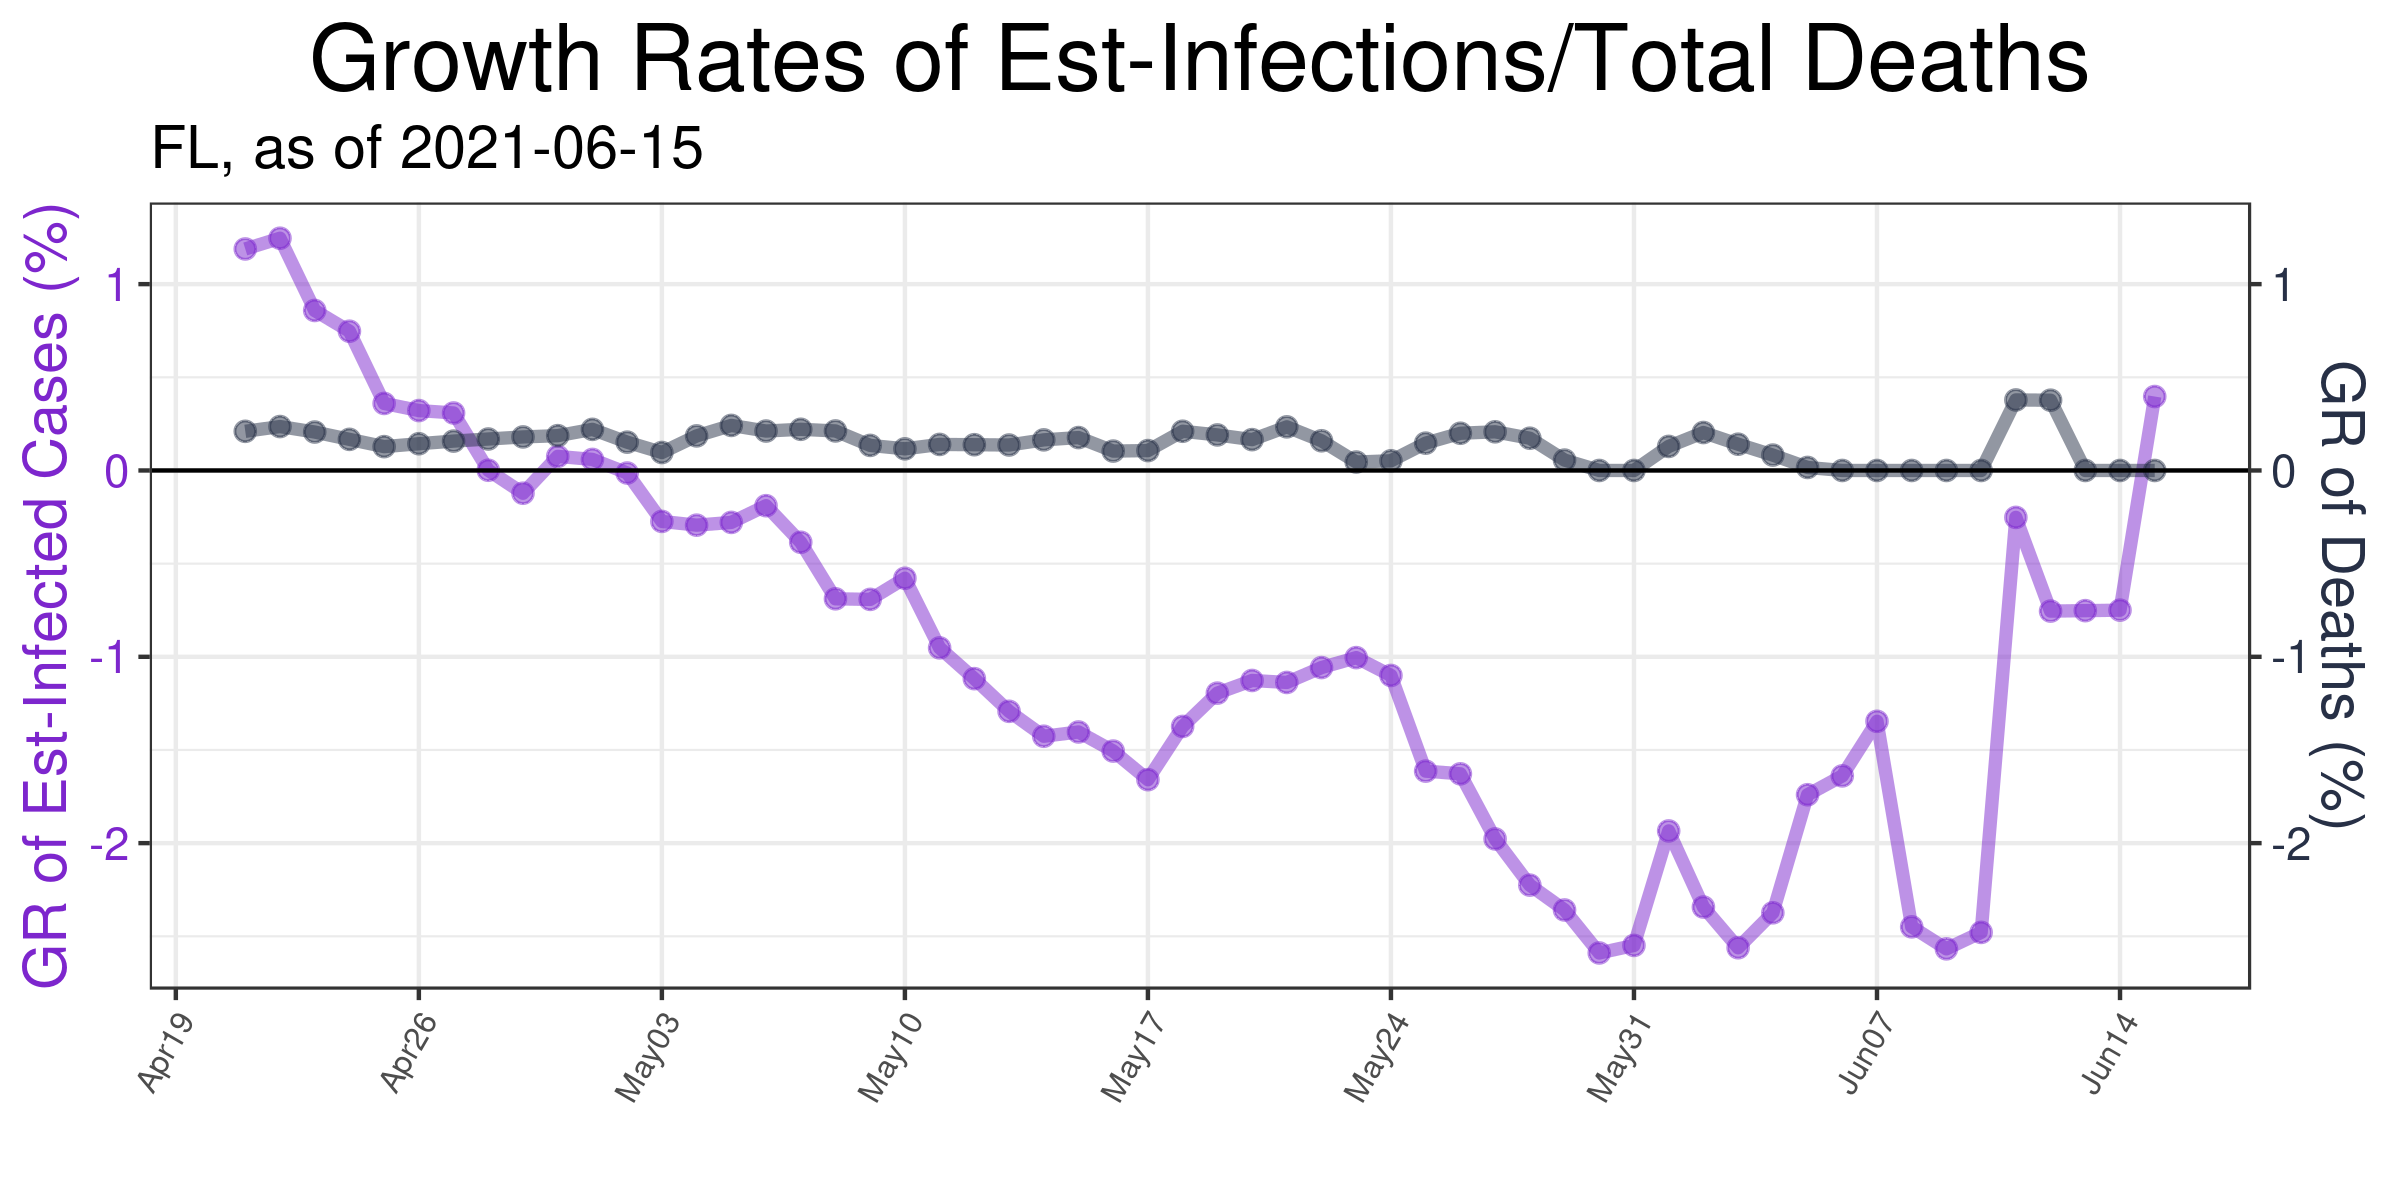 Growth Rates of Est-Infections/Total Deaths
FL, as of 2021-06-15
GR of Est-Infected Cases (%)
1
0
-1
-2
1
0
-1
-2
GR of Deaths (%)
Apr19
Apr26
May03
May10
May17
May24
May31
Jun07
Jun14